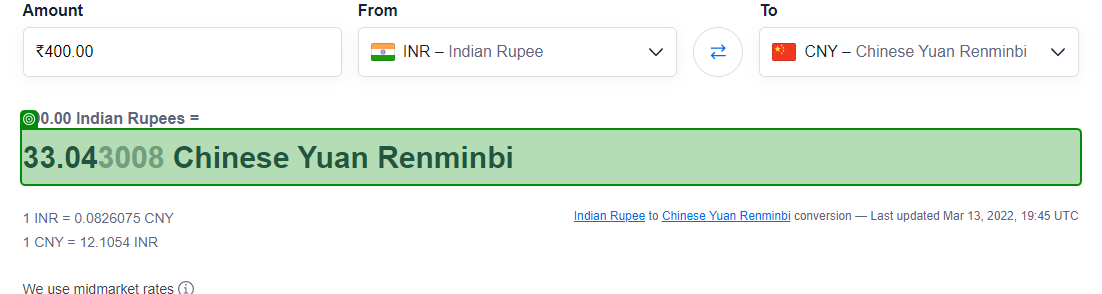 Amount
From
To
₹400.00
INR – Indian Rupee
CNY – Chinese Yuan Renminbi
0.00 Indian Rupees =
33.043008 Chinese Yuan Renminbi
1 INR = 0.0826075 CNY
Indian Rupee to Chinese Yuan Renminbi conversion — Last updated Mar 13, 2022, 19:45 UTC
1 CNY = 12.1054 INR
We use midmarket rates